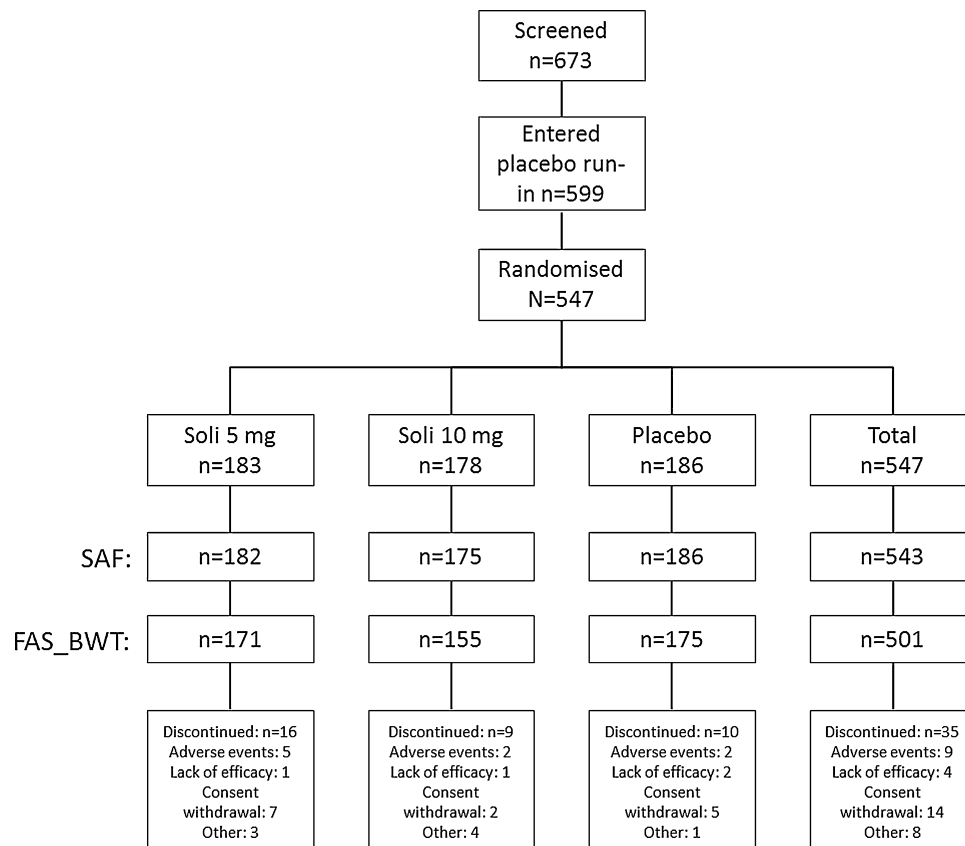 Screened
n=673
Entered
placebo run-
in n=599
Randomised
N=547
Soli 5 mg
n=183
Soli 10 mg
n=178
Placebo
n=186
Total
n=547
SAF:
n=182
n=175
n=186
n=543
FAS_BWT:
n=171
n=155
n=175
n=501
Discontinued: n=16
Adverse events: 5
Lack of efficacy: 1
Consent
withdrawal: 7
Other: 3
Discontinued: n=9
Adverse events: 2
Lack of efficacy: 1
Consent
withdrawal: 2
Other: 4
Discontinued: n=10
Adverse events: 2
Lack of efficacy: 2
Consent
withdrawal: 5
Other: 1
Discontinued: n=35
Adverse events: 9
Lack of efficacy: 4
Consent
withdrawal: 14
Other: 8